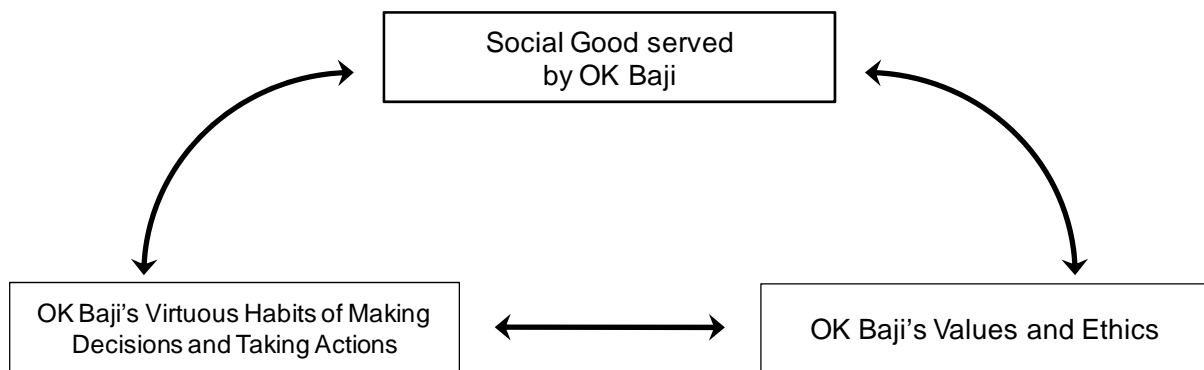 Social Good served
by OK Baji
OK Baji's Virtuous Habits of Making
Decisions and Taking Actions
OK Baji's Values and Ethics